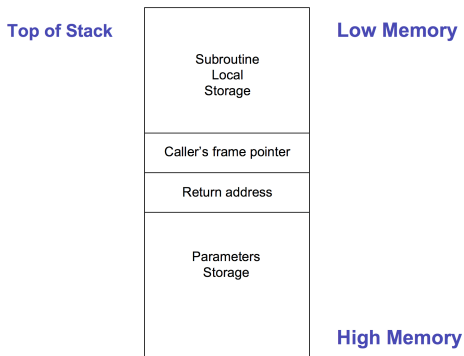 Top of Stack
Low Memory
Subroutine
Local
Storage
Caller's frame pointer
Return address
Parameters
Storage
High Memory